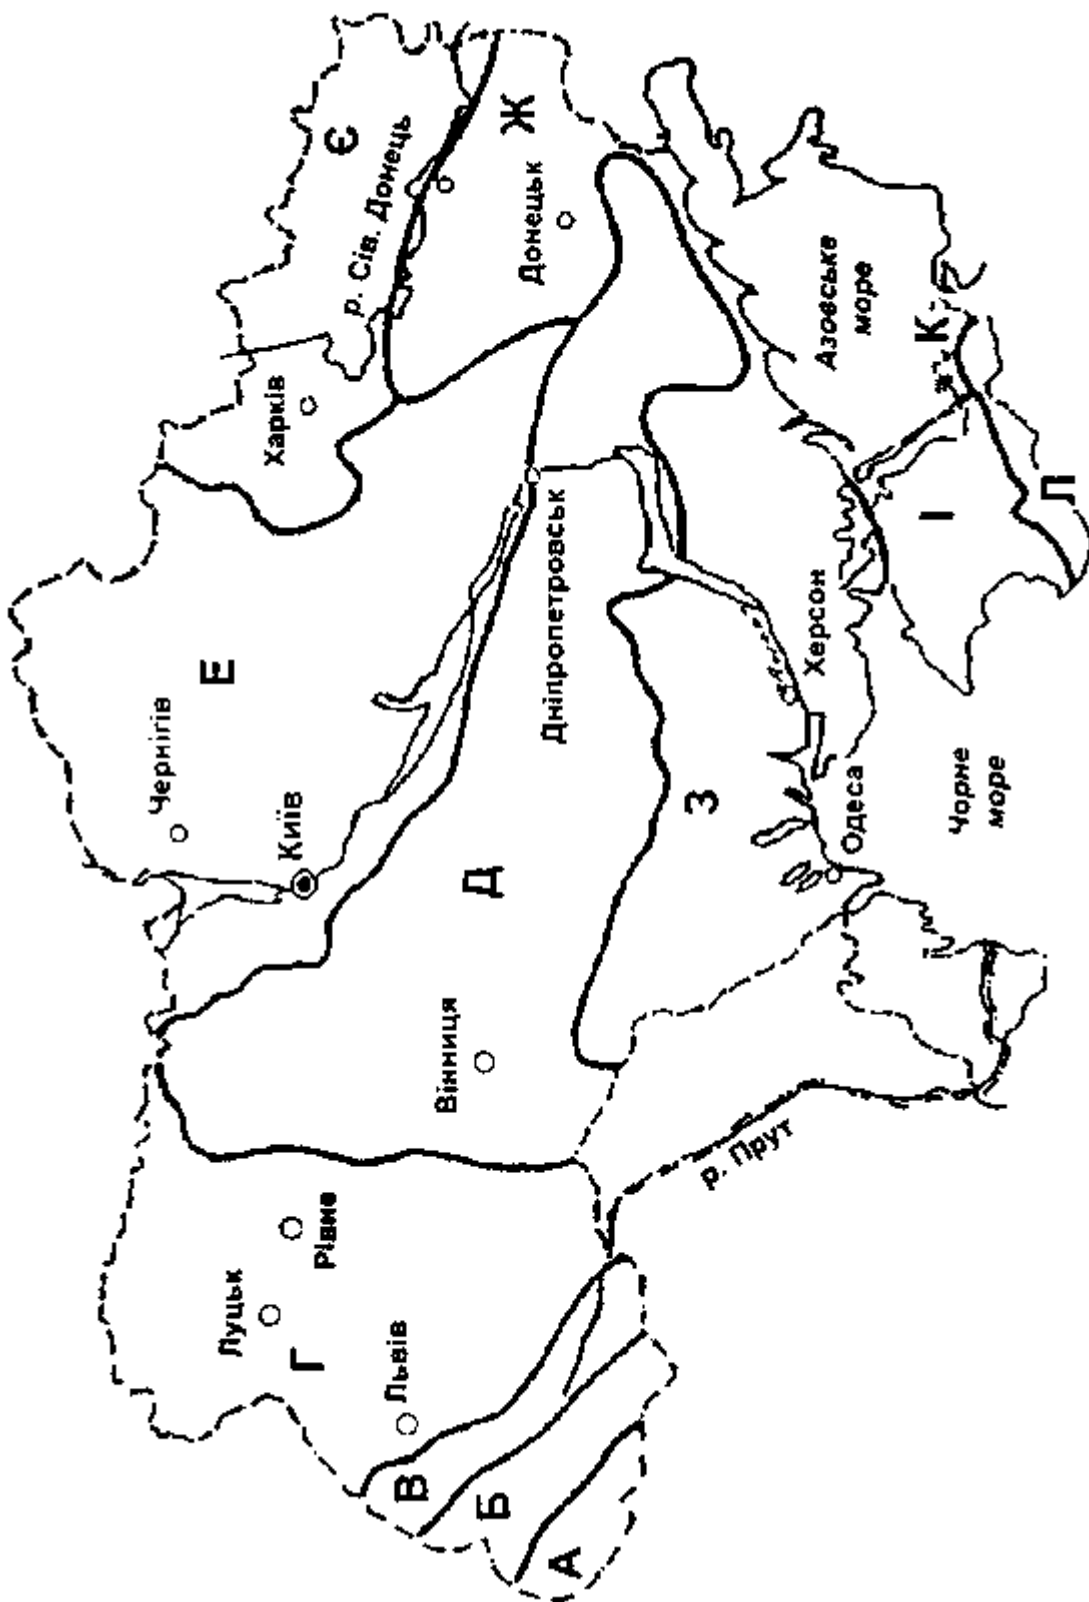 Є
Ж
р. Сів. Донець
Донецьк
Харків
Азовське
море
К
Л
І
Е
Чернігів
Київ
Дніпропетровськ
Херсон
Д
З
Одеса
Чорне
море
Вінниця
р. Прут
Рівне
Луцьк
Г
Львів
В
Б
А